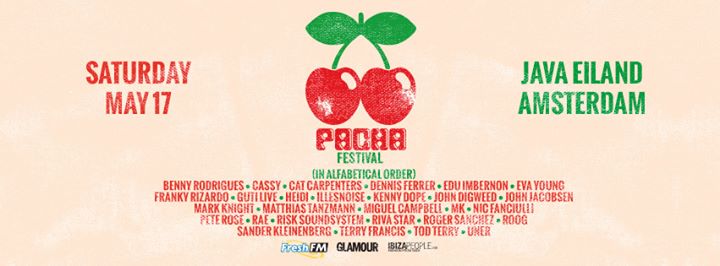 SATURDAY
MAY 17
JAVA EILAND
AMSTERDAM
PACHA
FESTIVAL
(IN ALFABETICAL ORDER)
BENNY RODRIGUES • CASSY • CAT CARPENTERS • DENNIS FERRER • EDU IMBERNON • EVA YOUNG
FRANKY RIZARDO • GUTI LIVE • HEIDI • ILLESNOISE • KENNY DOPE • JOHN DIGWEED • JOHN JACOBSEN
MARK KNIGHT • MATTHIAS TANZMANN • MIGUEL CAMPBELL • MK • NIC FANCIULLI
PETE ROSE • RAE • RISK SOUNDSYSTEM • RIVA STAR • ROGER SANCHEZ • ROOG
SANDER KLEINENBERG • TERRY FRANCIS • TOD TERRY • UNER
FreshFM GLAMOUR IBIZAPEOPLE.com